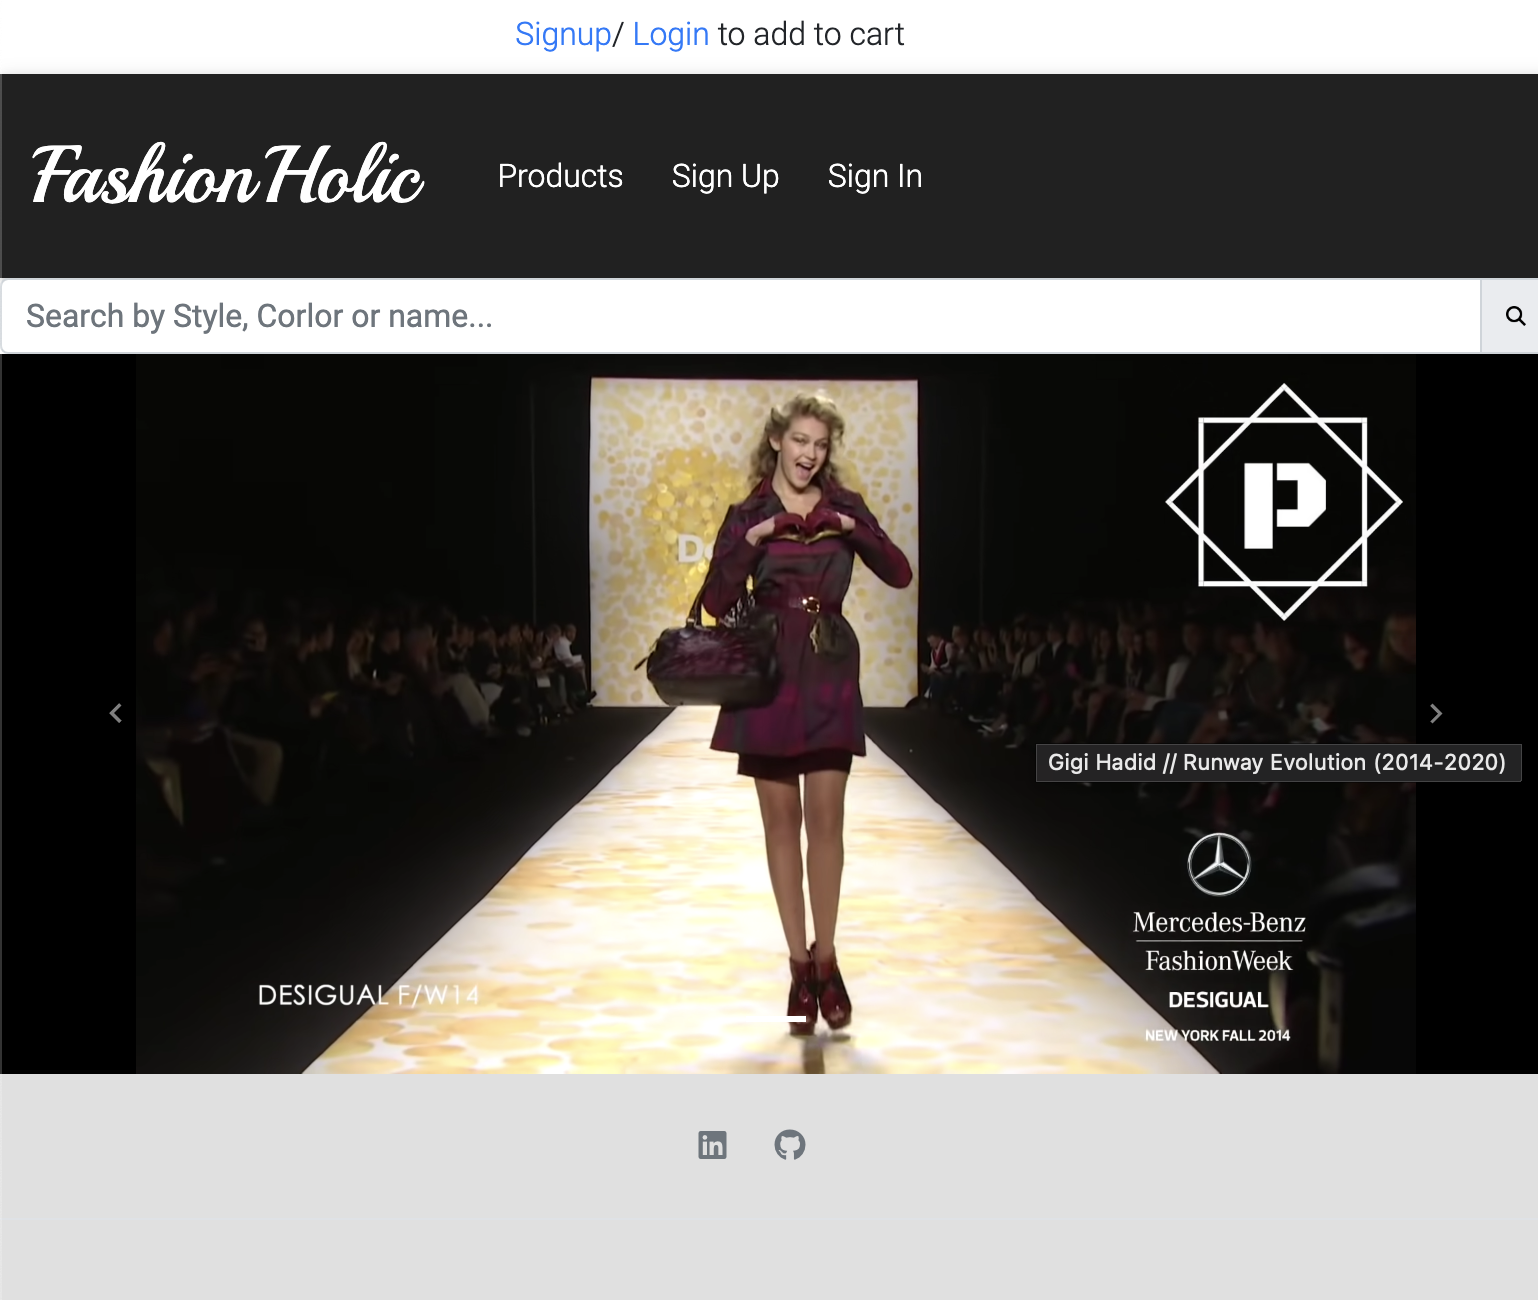 Signup/ Login to add to cart
FashionHolic
Products Sign Up Sign In
Search by Style, Corlor or name...
P
D
Gigi Hadid // Runway Evolution (2014-2020)
Mercedes-Benz
FashionWeek
DESIGUAL
NEW YORK FALL 2014
DESIGUAL F/W14
in